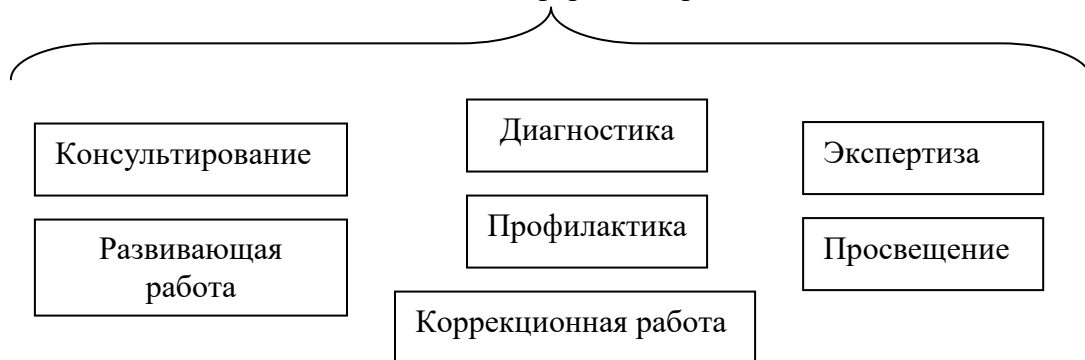 Консультирование
Диагностика
Экспертиза
Развивающая
работа
Профилактика
Просвещение
Коррекционная работа